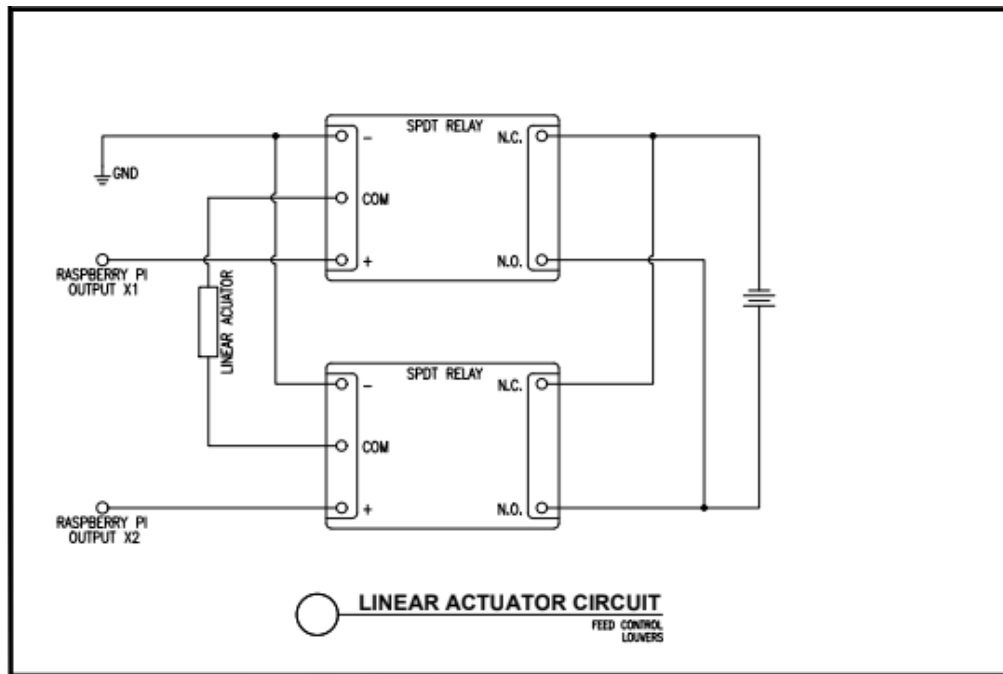 SPDT RELAY
-
N.C.
GND
COM
+
N.O.
RASPBERRY PI
OUTPUT X1
LINEAR ACUATOR
SPDT RELAY
-
N.C.
COM
+
N.O.
RASPBERRY PI
OUTPUT X2
LINEAR ACTUATOR CIRCUIT
FEED CONTROL
LOUVERS